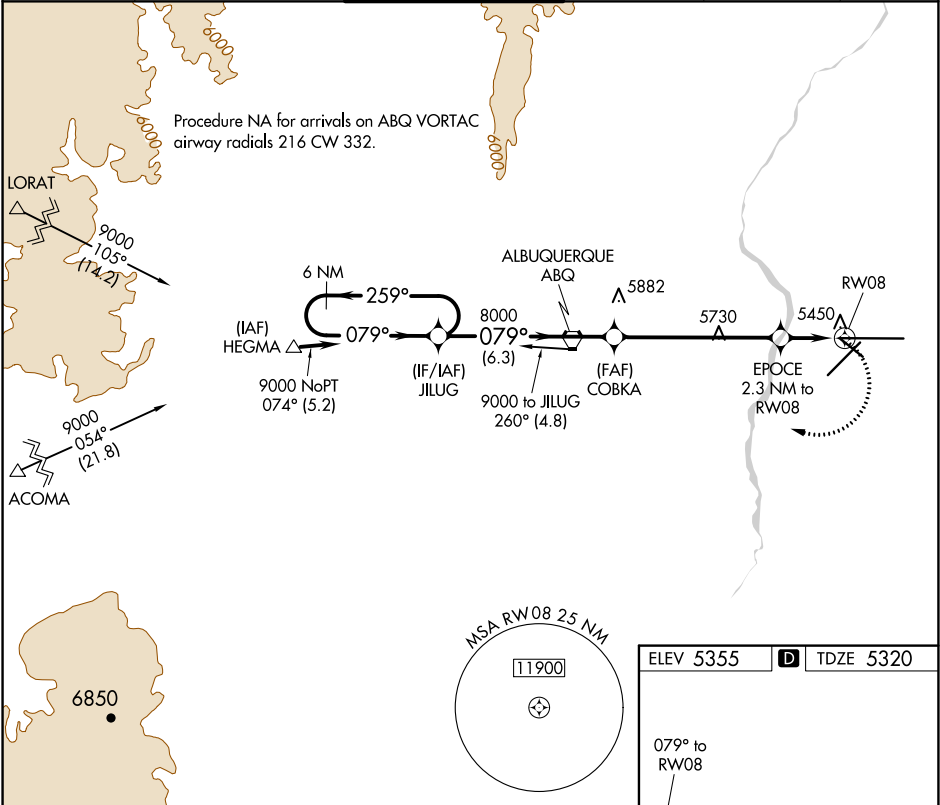 6000
6000
6000
Procedure NA for arrivals on ABQ VORTAC
airway radials 216 CW 332.
LORAT
9000
105°
(14.2)
6 NM
259°
079°
(IAF)
HEGMA
9000 NoPT
074° (5.2)
(IF/IAF)
JILUG
8000
079°
(6.3)
9000 to JILUG
260° (4.8)
ALBUQUERQUE
ABQ
5882
(FAF)
COBKA
5730
5450
RW08
EPOCE
2.3 NM to
RW08
9000
054°
(21.8)
ACOMA
6850
MSA RW08 25 NM
11900
ELEV 5355 D TDZE 5320
079° to
RW08